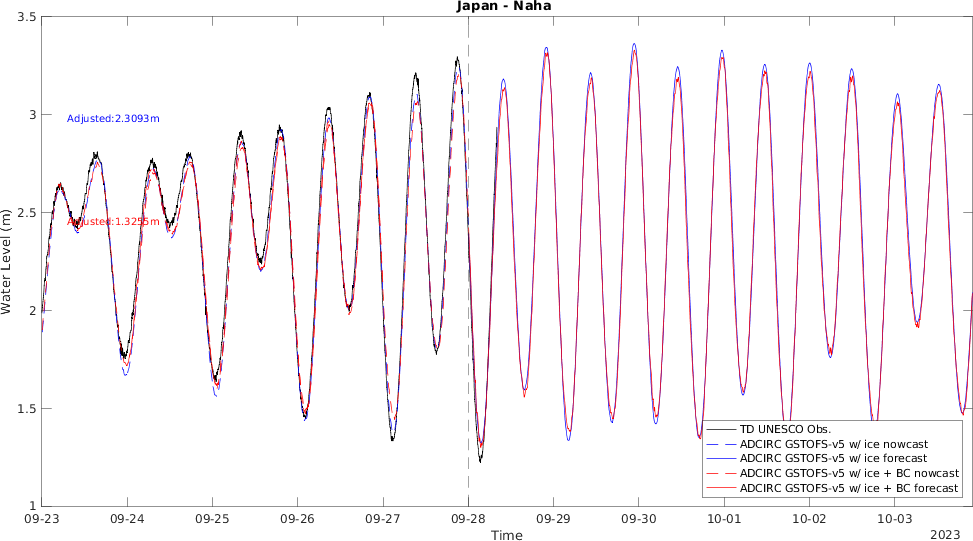 Japan - Naha
3.5
3
2.5
2
1.5
1
Water Level (m)
Adjusted:2.3093m
Adjusted:1.3255m
TD UNESCO Obs.
ADCIRC GSTOFS-v5 w/ ice nowcast
ADCIRC GSTOFS-v5 w/ ice forecast
ADCIRC GSTOFS-v5 w/ ice + BC nowcast
ADCIRC GSTOFS-v5 w/ ice + BC forecast
09-23 09-24 09-25 09-26 09-27 09-28 09-29 09-30 10-01 10-02 10-03
Time
2023